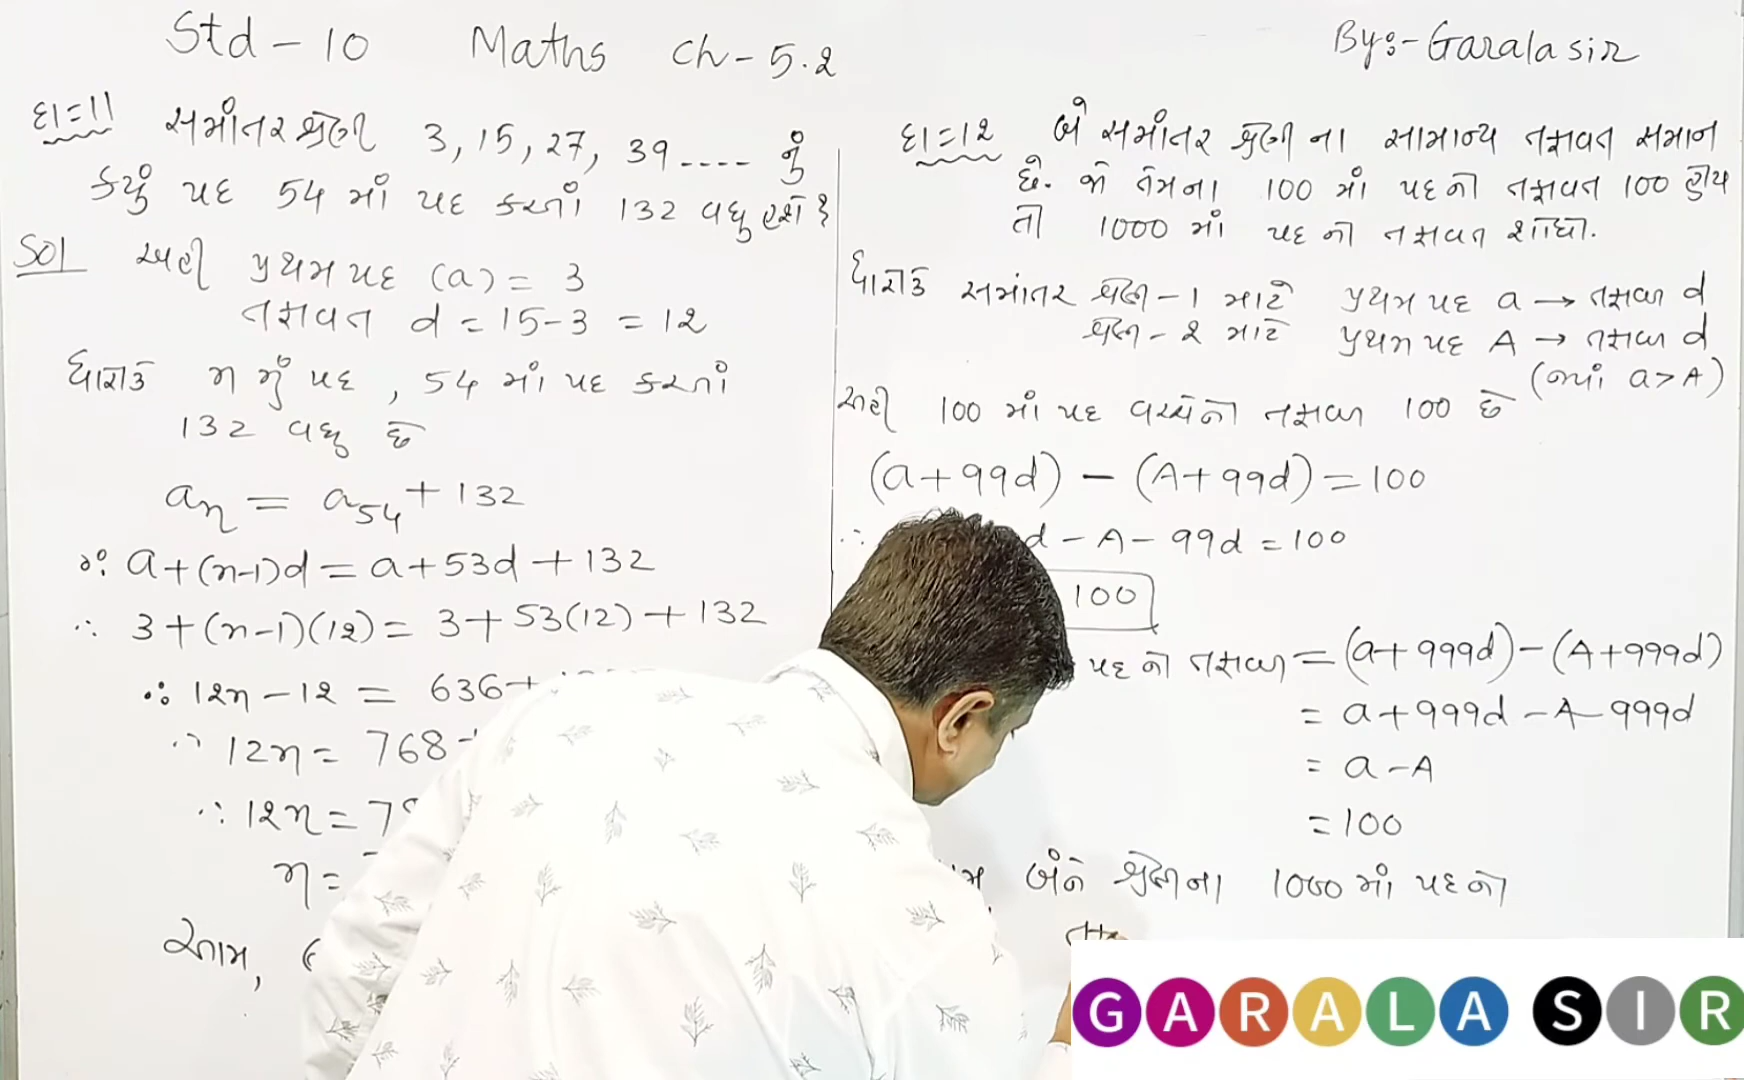 Std - 10 Maths Ch - 5.2
By:- Garala sir
દા=11 સમાંતર શ્રેણી 3, 15, 27, 39 .... નું
કયું પદ 54 માં પદ કરતાં 132 વધુ હશે?
Sol અહીં પ્રથમ પદ (a) = 3
તફાવત d = 15-3 = 12
ધારોકે n મું પદ , 54 માં પદ કરતાં
132 વધુ છે
an = a54 + 132
∴ a+(n-1)d = a+53d+132
∴ 3+(n-1)(12) = 3+53(12)+132
∴ 12n-12 = 636+
∴ 12n = 768
∴ 12n = 7
n =
આમ,
દા=12 બે સમાંતર શ્રેણી ના સામાન્ય તફાવત સમાન
છે. જો તેમના 100 માં પદ નો તફાવત 100 હોય
તો 1000 માં પદ નો તફાવત શોધો.
ધારોકે સમાંતર શ્રેણી-1 માટે પ્રથમ પદ a → તફાવત d
શ્રેણી-2 માટે પ્રથમ પદ A → તફાવત d
(જ્યાં a>A)
અહીં 100 માં પદ વચ્ચેનો તફાવત 100 છે
(a+99d) - (A+99d) = 100
∴ d - A - 99d = 100
100
પદ નો તફાવત = (a+999d)-(A+999d)
= a+999d-A-999d
= a-A
= 100
બંને શ્રેણીના 1000 માં પદ નો
GARALA SIR